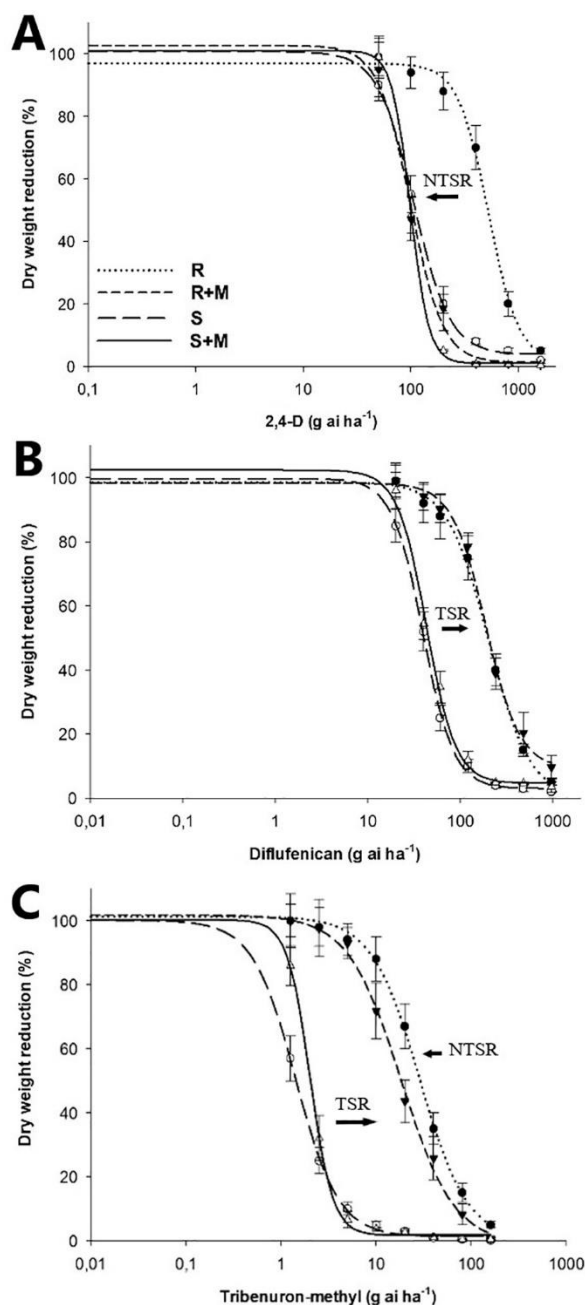 A
Dry weight reduction (%)
100
80
60
40
20
0
NTSR
R
R+M
S
S+M
0,1
1
10
100
1000
2,4-D (g ai ha⁻¹)
B
Dry weight reduction (%)
100
80
60
40
20
0
TSR
0,01
0,1
1
10
100
1000
Diflufenican (g ai ha⁻¹)
C
Dry weight reduction (%)
100
80
60
40
20
0
NTSR
TSR
0,01
0,1
1
10
100
1000
Tribenuron-methyl (g ai ha⁻¹)